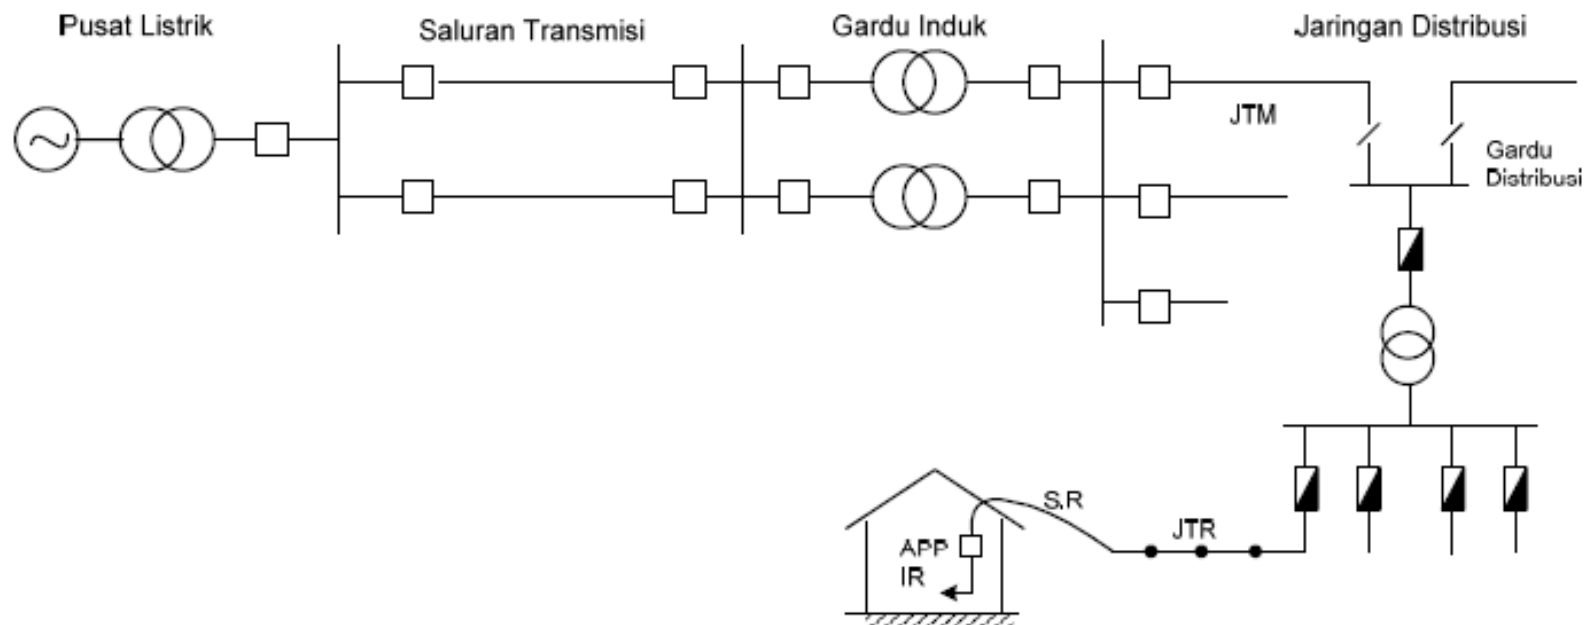 Pusat Listrik
Saluran Transmisi
Gardu Induk
Jaringan Distribusi
JTM
Gardu
Distribusi
S.R
JTR
APP
IR